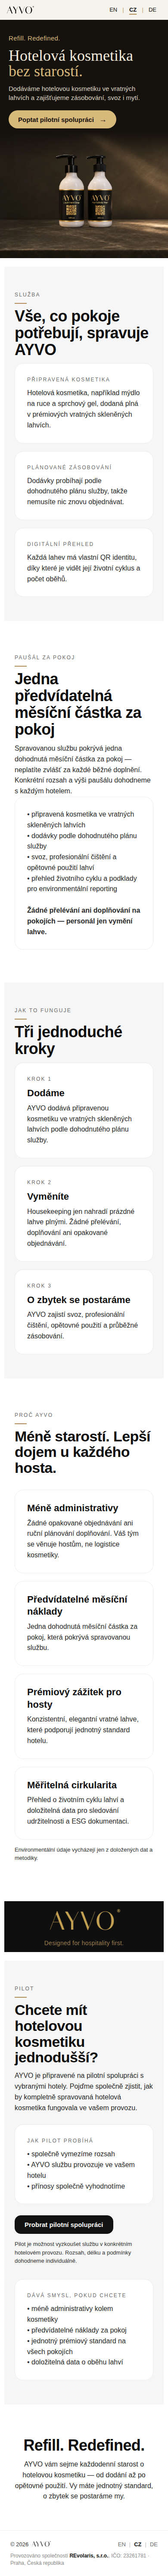 AYVO
EN | CZ | DE
Refill. Redefined.
Hotelová kosmetika
bez starostí.
Dodáváme hotelovou kosmetiku ve vratných
lahvích a zajišťujeme zásobování, svoz i mytí.
Poptat pilotní spolupráci →
SLUŽBA
Vše, co pokoje
potřebují, spravuje
AYVO
PŘIPRAVENÁ KOSMETIKA
Hotelová kosmetika, například mýdlo
na ruce a sprchový gel, dodaná plná
v prémiových vratných skleněných
lahvích.
PLÁNOVANÉ ZÁSOBOVÁNÍ
Dodávky probíhají podle
dohodnutého plánu služby, takže
nemusíte nic znovu objednávat.
DIGITÁLNÍ PŘEHLED
Každá lahev má vlastní QR identitu,
díky které je vidět její životní cyklus a
počet oběhů.
PAUŠÁL ZA POKOJ
Jedna
předvídatelná
měsíční částka za
pokoj
Spravovanou službu pokrývá jedna
dohodnutá měsíční částka za pokoj —
neplatíte zvlášť za každé běžné doplnění.
Konkrétní rozsah a výši paušálu dohodneme
s každým hotelem.
• připravená kosmetika ve vratných
skleněných lahvích
• dodávky podle dohodnutého plánu
služby
• svoz, profesionální čištění a
opětovné použití lahví
• přehled životního cyklu a podklady
pro environmentální reporting
Žádné přelévání ani doplňování na
pokojích — personál jen vymění
lahve.
JAK TO FUNGUJE
Tři jednoduché
kroky
KROK 1
Dodáme
AYVO dodává připravenou
kosmetiku ve vratných skleněných
lahvích podle dohodnutého plánu
služby.
KROK 2
Vyměníte
Housekeeping jen nahradí prázdné
lahve plnými. Žádné přelévání,
doplňování ani opakované
objednávání.
KROK 3
O zbytek se postaráme
AYVO zajistí svoz, profesionální
čištění, opětovné použití a průběžné
zásobování.
PROČ AYVO
Méně starostí. Lepší
dojem u každého
hosta.
Méně administrativy
Žádné opakované objednávání ani
ruční plánování doplňování. Váš tým
se věnuje hostům, ne logistice
kosmetiky.
Předvídatelné měsíční
náklady
Jedna dohodnutá měsíční částka za
pokoj, která pokrývá spravovanou
službu.
Prémiový zážitek pro
hosty
Konzistentní, elegantní vratné lahve,
které podporují jednotný standard
hotelu.
Měřitelná cirkularita
Přehled o životním cyklu lahví a
doložitelná data pro sledování
udržitelnosti a ESG dokumentaci.
Environmentální údaje vycházejí jen z doložených dat a
metodiky.
AYVO
Designed for hospitality first.
PILOT
Chcete mít
hotelovou
kosmetiku
jednodušší?
AYVO je připravené na pilotní spolupráci s
vybranými hotely. Pojďme společně zjistit, jak
by kompletně spravovaná hotelová
kosmetika fungovala ve vašem provozu.
JAK PILOT PROBÍHÁ
• společně vymezíme rozsah
• AYVO službu provozuje ve vašem
hotelu
• přínosy společně vyhodnotíme
Probrat pilotní spolupráci
Pilot je možnost vyzkoušet službu v konkrétním
hotelovém provozu. Rozsah, délku a podmínky
dohodneme individuálně.
DÁVÁ SMYSL, POKUD CHCETE
• méně administrativy kolem
kosmetiky
• předvídatelné náklady za pokoj
• jednotný prémiový standard na
všech pokojích
• doložitelná data o oběhu lahví
Refill. Redefined.
AYVO vám sejme každodenní starost o
hotelovou kosmetiku — od dodání až po
opětovné použití. Vy máte jednotný standard,
o zbytek se postaráme my.
© 2026 AYVO
EN | CZ | DE
Provozováno společností REvolaris, s.r.o.. IČO: 23261781
Praha, Česká republika